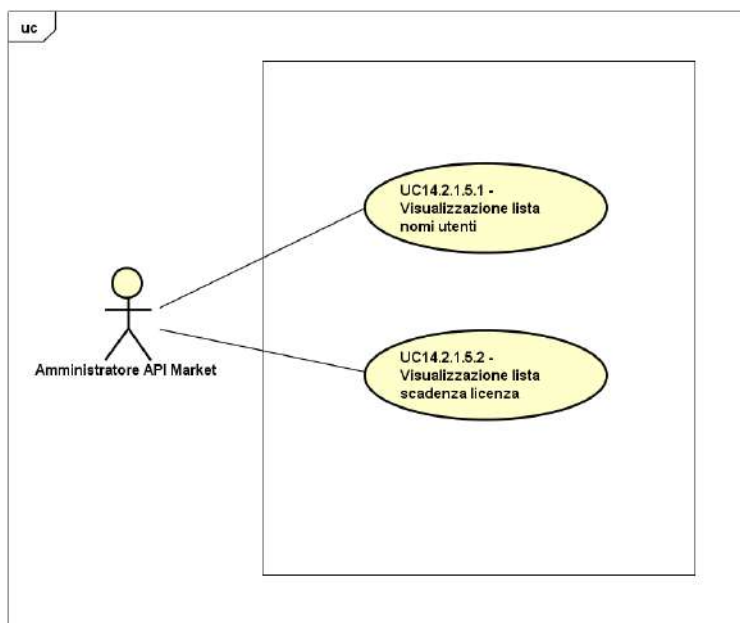 uc
UC14.2.1.5.1 -
Visualizzazione lista
nomi utenti
Amministratore API Market
UC14.2.1.5.2 -
Visualizzazione lista
scadenza licenza